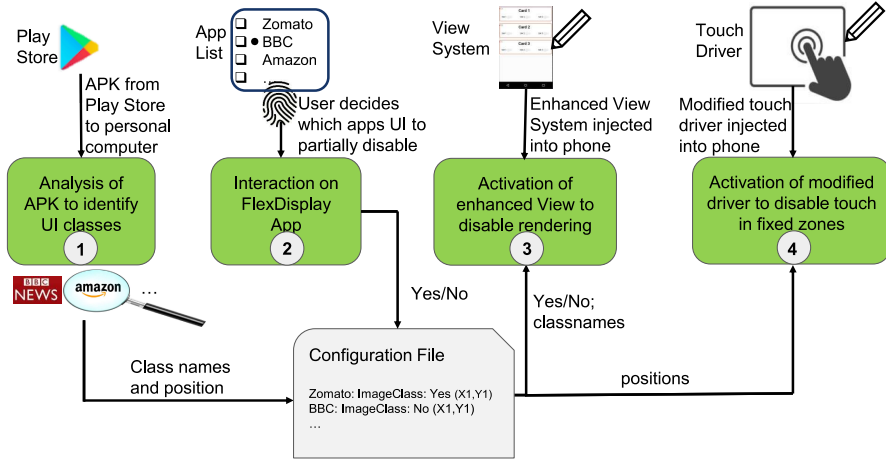 Play
Store
APK from
Play Store
to personal
computer
Analysis of
APK to identify
UI classes
1
BBC
NEWS
amazon
...
Class names
and position
App
List
Zomato
BBC
Amazon
...
User decides
which apps UI to
partially disable
Interaction on
FlexDisplay
App
2
Yes/No
Configuration File
Zomato: ImageClass: Yes (X1,Y1)
BBC: ImageClass: No (X1,Y1)
...
View
System
Card 1
Card 2
Card 3
Enhanced View
System injected
into phone
Activation of
enhanced View to
disable rendering
3
Yes/No;
classnames
positions
Touch
Driver
Modified touch
driver injected
into phone
Activation of modified
driver to disable touch
in fixed zones
4